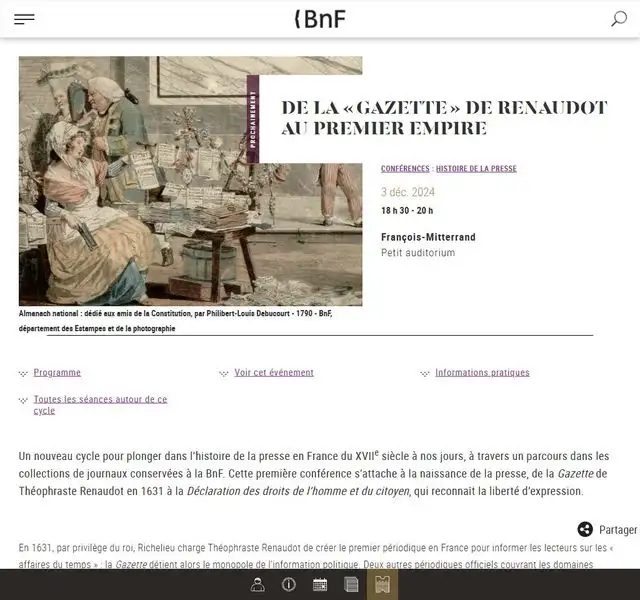 BnF
PROCHAINEMENT
DE LA « GAZETTE » DE RENAUDOT
AU PREMIER EMPIRE
CONFÉRENCES : HISTOIRE DE LA PRESSE
3 déc. 2024
18 h 30 - 20 h
François-Mitterrand
Petit auditorium
Almanach national : dédié aux amis de la Constitution, par Philibert-Louis Debucourt - 1790 - BnF,
département des Estampes et de la photographie
Programme
Voir cet événement
Informations pratiques
Toutes les séances autour de ce
cycle
Un nouveau cycle pour plonger dans l'histoire de la presse en France du XVIIe siècle à nos jours, à travers un parcours dans les
collections de journaux conservées à la BnF. Cette première conférence s'attache à la naissance de la presse, de la Gazette de
Théophraste Renaudot en 1631 à la Déclaration des droits de l'homme et du citoyen, qui reconnaît la liberté d'expression.
Partager
En 1631, par privilège du roi, Richelieu charge Théophraste Renaudot de créer le premier périodique en France pour informer les lecteurs sur les «
affaires du temps » : la Gazette détient alors le monopole de l'information politique. Deux autres périodiques officiels couvrant les domaines